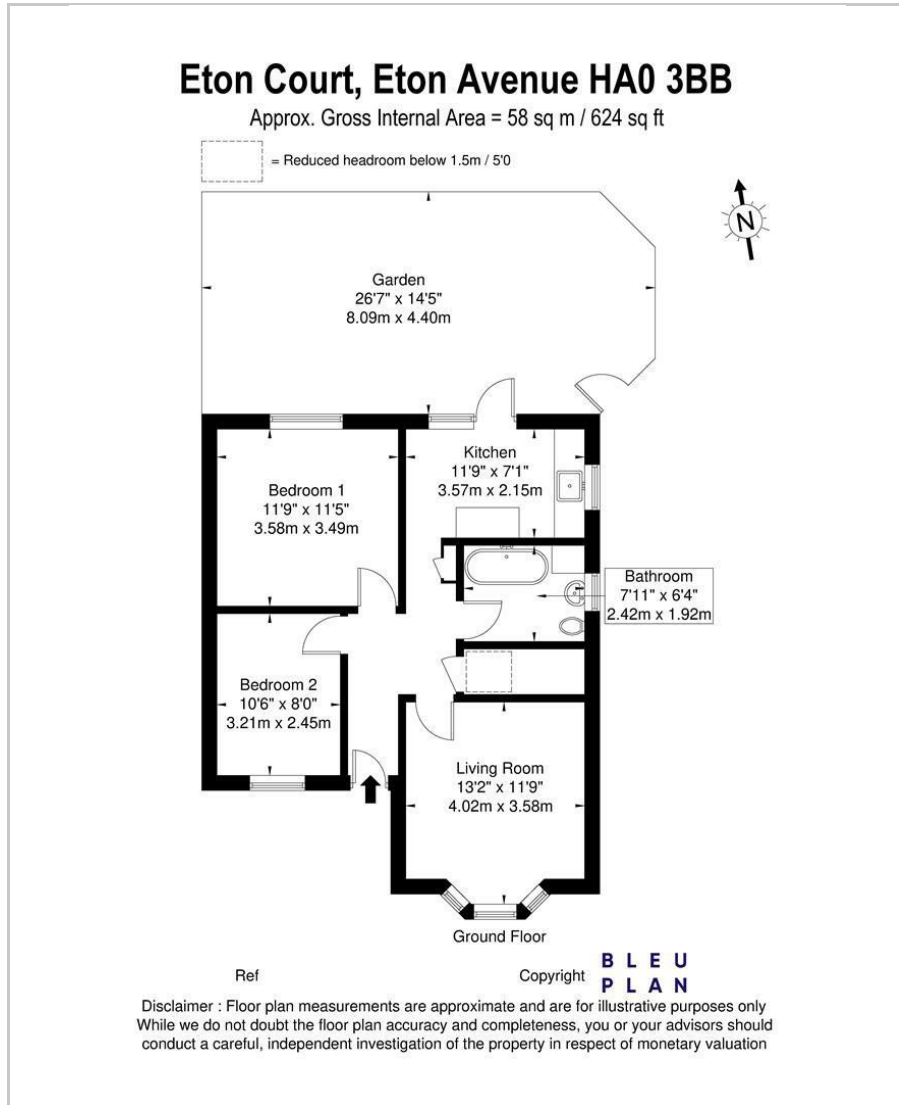 Eton Court, Eton Avenue HA0 3BB
Approx. Gross Internal Area = 58 sq m / 624 sq ft
= Reduced headroom below 1.5m / 5'0
N
Garden
26'7" x 14'5"
8.09m x 4.40m
Kitchen
11'9" x 7'1"
3.57m x 2.15m
Bedroom 1
11'9" x 11'5"
3.58m x 3.49m
Bathroom
7'11" x 6'4"
2.42m x 1.92m
Bedroom 2
10'6" x 8'0"
3.21m x 2.45m
Living Room
13'2" x 11'9"
4.02m x 3.58m
Ground Floor
Ref
Copyright
BLEU
PLAN
Disclaimer : Floor plan measurements are approximate and are for illustrative purposes only
While we do not doubt the floor plan accuracy and completeness, you or your advisors should
conduct a careful, independent investigation of the property in respect of monetary valuation